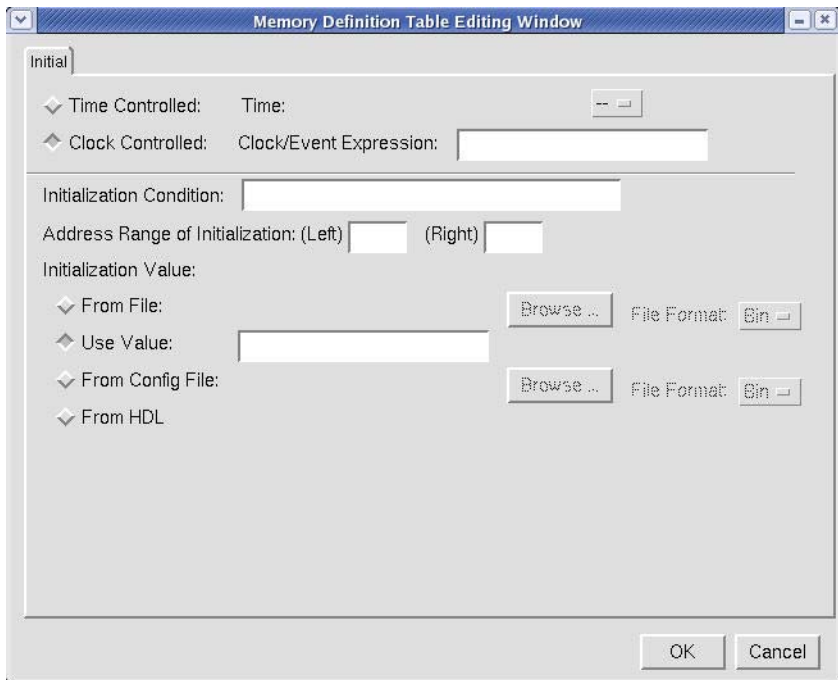 Memory Definition Table Editing Window
Initial
Time Controlled: Time: --
Clock Controlled: Clock/Event Expression:
Initialization Condition:
Address Range of Initialization: (Left) (Right)
Initialization Value:
From File: Browse ... File Format: Bin
Use Value:
From Config File: Browse ... File Format: Bin
From HDL
OK Cancel